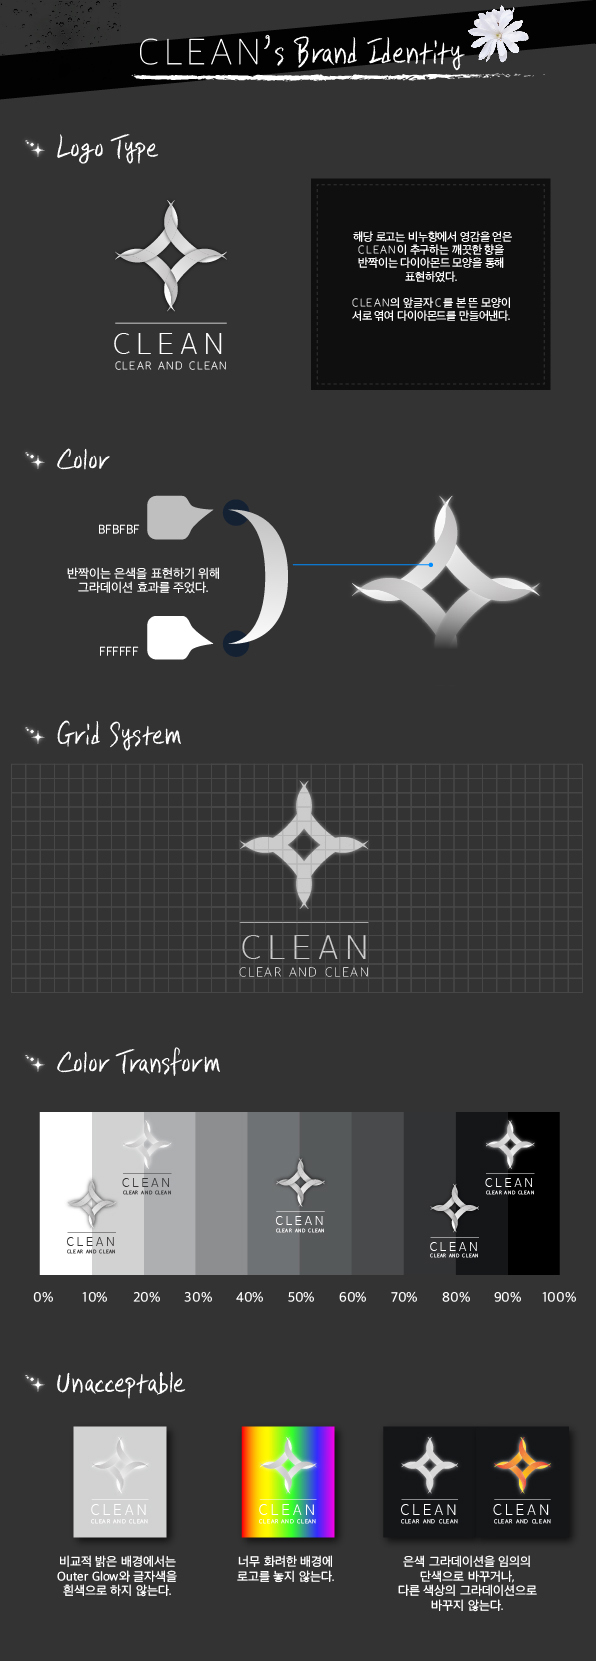 CLEAN's Brand Identity
Logo Type
CLEAN
CLEAR AND CLEAN
해당 로고는 비누향에서 영감을 얻은
CLEAN이 추구하는 깨끗한 향을
반짝이는 다이아몬드 모양을 통해
표현하였다.
CLEAN의 앞글자 C를 본 뜬 모양이
서로 엮여 다이아몬드를 만들어낸다.
Color
BFBFBF
반짝이는 은색을 표현하기 위해
그라데이션 효과를 주었다.
FFFFFF
Grid System
CLEAN
CLEAR AND CLEAN
Color Transform
CLEAN
CLEAR AND CLEAN
CLEAN
CLEAR AND CLEAN
CLEAN
CLEAR AND CLEAN
CLEAN
CLEAR AND CLEAN
CLEAN
CLEAR AND CLEAN
0% 10% 20% 30% 40% 50% 60% 70% 80% 90% 100%
Unacceptable
CLEAN
CLEAR AND CLEAN
CLEAN
CLEAR AND CLEAN
CLEAN
CLEAR AND CLEAN
CLEAN
CLEAR AND CLEAN
비교적 밝은 배경에서는
Outer Glow와 글자색을
흰색으로 하지 않는다.
너무 화려한 배경에
로고를 놓지 않는다.
은색 그라데이션을 임의의
단색으로 바꾸거나,
다른 색상의 그라데이션으로
바꾸지 않는다.